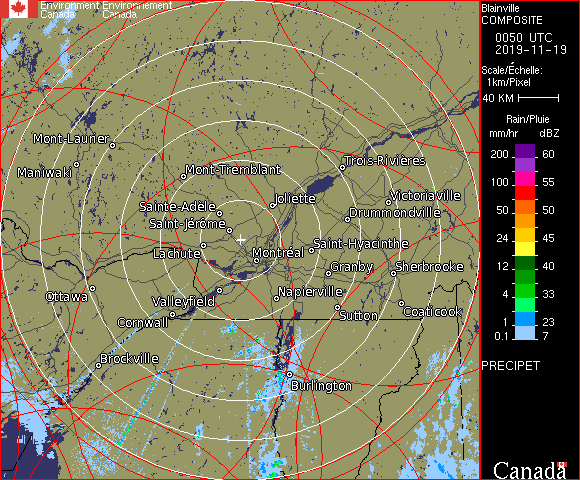 Environment Environnement
Canada Canada
Blainville
COMPOSITE
0050 UTC
2019-11-19
Scale/Échelle:
1km/Pixel
40 KM
Rain/Pluie
mm/hr dBZ
200 60
100 55
50 50
24 45
12 40
4 33
1 23
0.1 7
PRECIPET
Canada
Mont-Laurier
Maniwaki
Mont-Tremblant
Trois-Rivières
Joliette
Victoriaville
Sainte-Adèle
Drummondville
Saint-Jérôme
Saint-Hyacinthe
Lachute
Montréal
Granby
Sherbrooke
Ottawa
Valleyfield
Napierville
Sutton
Coaticook
Cornwall
Brockville
Burlington